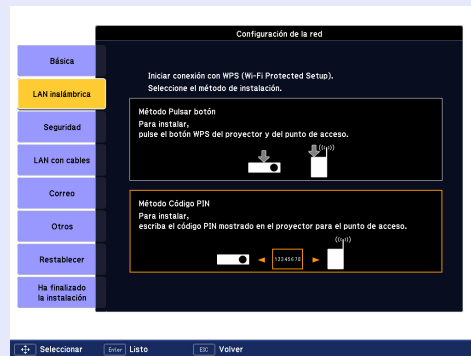 Configuración de la red
Básica
LAN inalámbrica
Seguridad
LAN con cables
Correo
Otros
Restablecer
Ha finalizado
la instalación
Iniciar conexión con WPS (Wi-Fi Protected Setup).
Seleccione el método de instalación.
Método Pulsar botón
Para instalar,
pulse el botón WPS del proyector y del punto de acceso.
Método Código PIN
Para instalar,
escriba el código PIN mostrado en el proyector para el punto de acceso.
12345678
Seleccionar Enter Listo ESC Volver